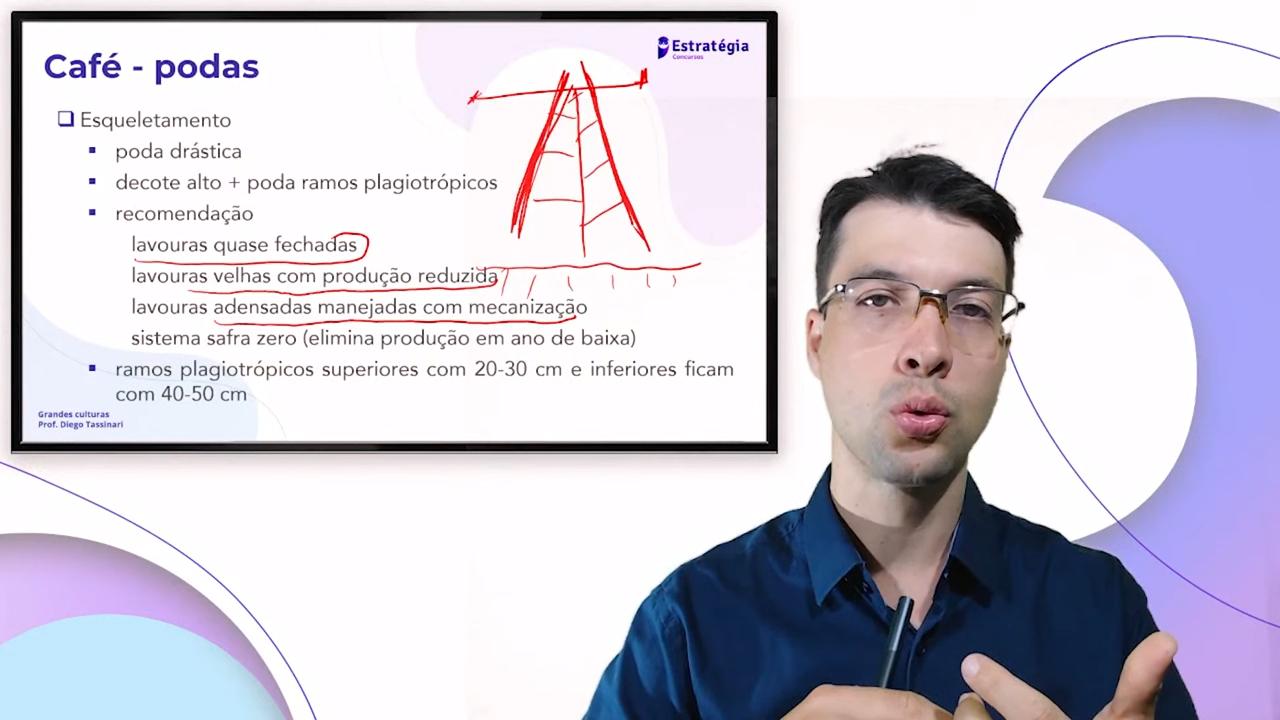 Café - podas
Estratégia
Concursos
❑ Esqueletamento
▪ poda drástica
▪ decote alto + poda ramos plagiotrópicos
▪ recomendação
lavouras quase fechadas
lavouras velhas com produção reduzida
lavouras adensadas manejadas com mecanização
sistema safra zero (elimina produção em ano de baixa)
▪ ramos plagiotrópicos superiores com 20-30 cm e inferiores ficam
com 40-50 cm
Grandes culturas
Prof. Diego Tassinari